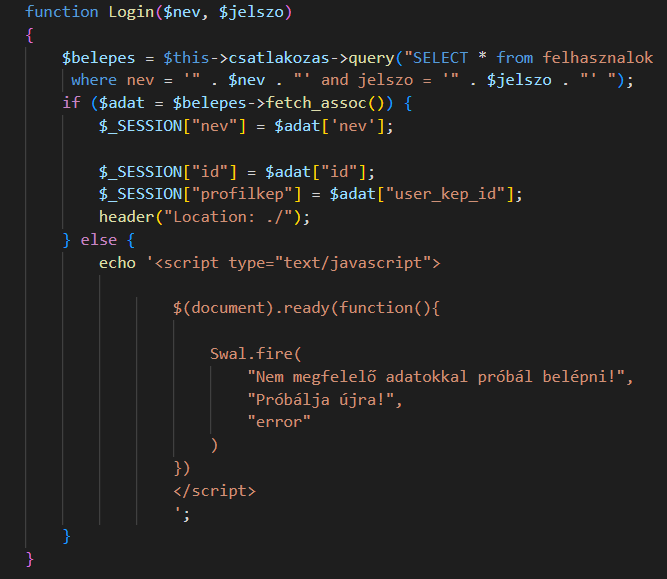 function Login($nev, $jelszo)
{
$belepes = $this->csatlakozas->query("SELECT * from felhasznalok
where nev = '" . $nev . "' and jelszo = '" . $jelszo . "' ");
if ($adat = $belepes->fetch_assoc()) {
$_SESSION["nev"] = $adat['nev'];
$_SESSION["id"] = $adat["id"];
$_SESSION["profilkep"] = $adat["user_kep_id"];
header("Location: ./");
} else {
echo '<script type="text/javascript">
$(document).ready(function(){
Swal.fire(
"Nem megfelelő adatokkal próbál belépni!",
"Próbálja újra!",
"error"
)
})
</script>
';
}
}